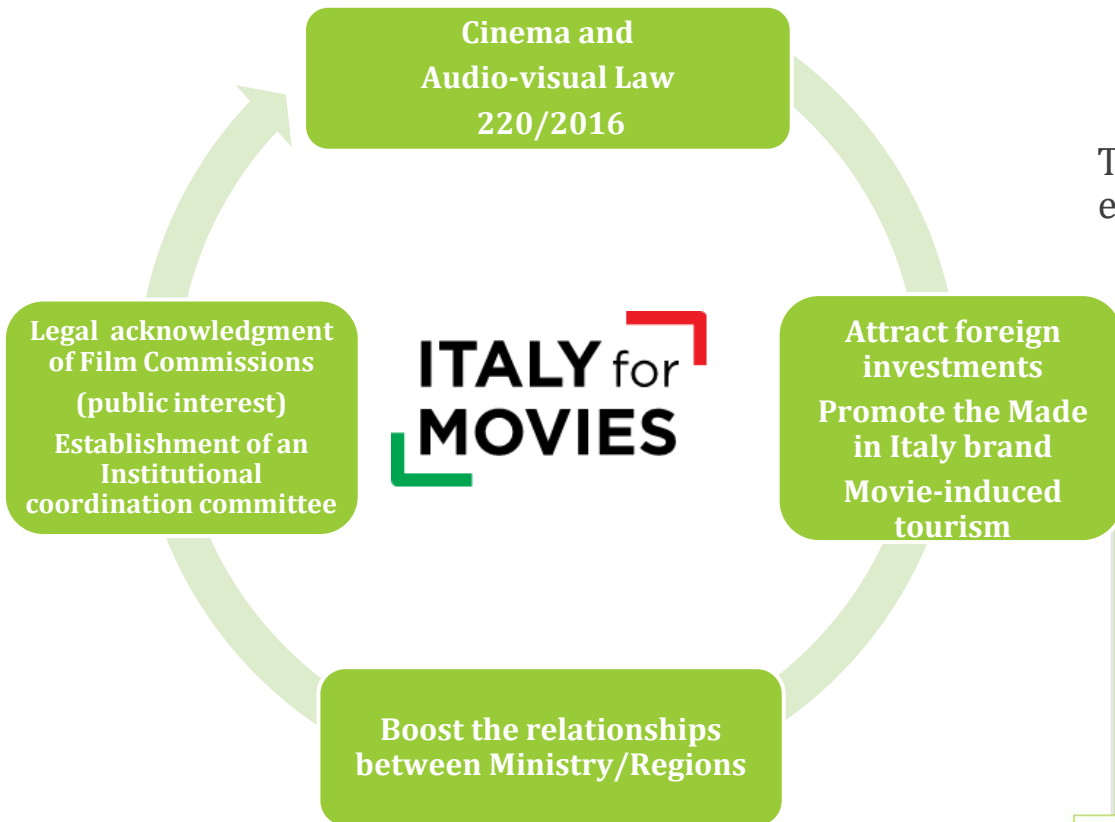 Cinema and
Audio-visual Law
220/2016
T
e
Legal acknowledgment
of Film Commissions
(public interest)
Establishment of an
Institutional
coordination committee
ITALY for
MOVIES
Attract foreign
investments
Promote the Made
in Italy brand
Movie-induced
tourism
Boost the relationships
between Ministry/Regions